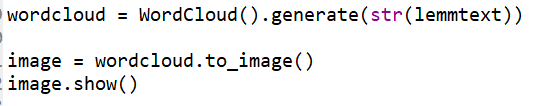 wordcloud = WordCloud().generate(str(lemmtext))
image = wordcloud.to_image()
image.show()